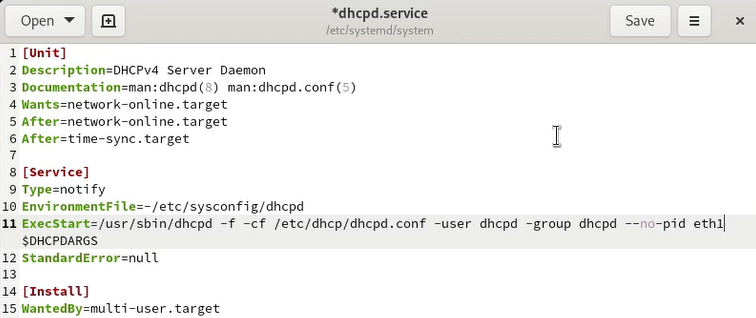 Open
*dhcpd.service
/etc/systemd/system
Save
1 [Unit]
2 Description=DHCPv4 Server Daemon
3 Documentation=man:dhcpd(8) man:dhcpd.conf(5)
4 Wants=network-online.target
5 After=network-online.target
6 After=time-sync.target
7
8 [Service]
9 Type=notify
10 EnvironmentFile=-/etc/sysconfig/dhcpd
11 ExecStart=/usr/sbin/dhcpd -f -cf /etc/dhcp/dhcpd.conf -user dhcpd -group dhcpd --no-pid eth1
$DHCPDARGS
12 StandardError=null
13
14 [Install]
15 WantedBy=multi-user.target